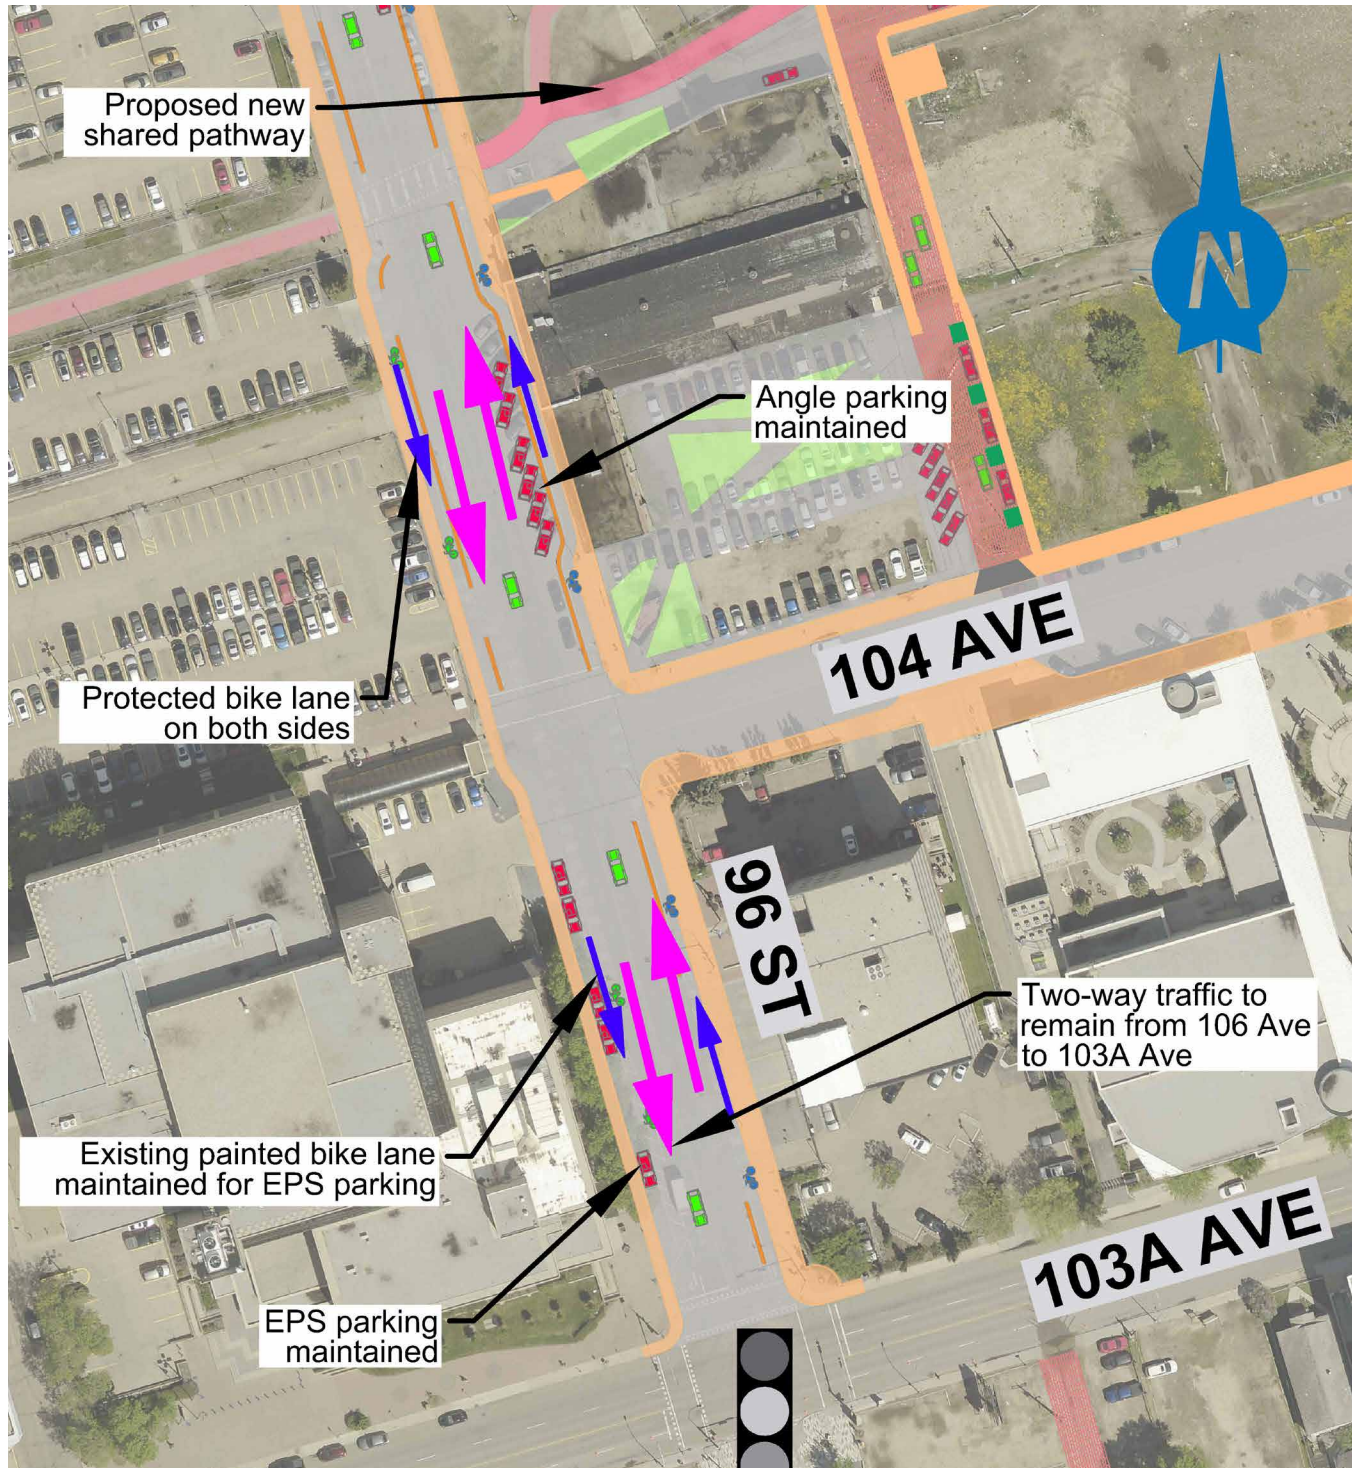 Proposed new
shared pathway
N
Angle parking
maintained
104 AVE
Protected bike lane
on both sides
96 ST
Two-way traffic to
remain from 106 Ave
to 103A Ave
Existing painted bike lane
maintained for EPS parking
103A AVE
EPS parking
maintained